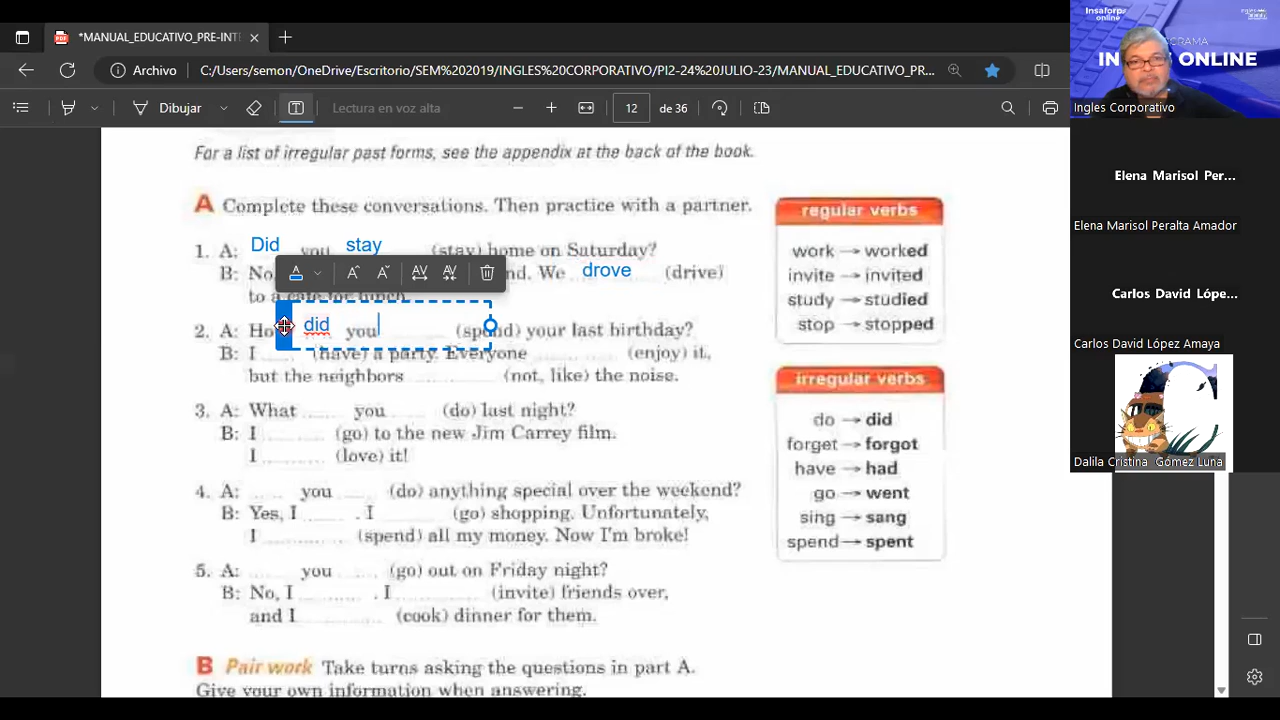 *MANUAL_EDUCATIVO_PRE-INTE
Archivo
C:/Users/semon/OneDrive/Escritorio/SEM%202019/INGLES%20CORPORATIVO/PI2-24%20JULIO-23/MANUAL_EDUCATIVO_PR...
Dibujar
Lectura en voz alta
12
de 36
For a list of irregular past forms, see the appendix at the back of the book.
A Complete these conversations. Then practice with a partner.
1. A: Did you stay (stay) home on Saturday?
B: No, nd. We drove (drive)
to a café for lunch.
2. A: Ho did you (spend) your last birthday?
B: I (have) a party. Everyone (enjoy) it,
but the neighbors (not, like) the noise.
3. A: What you (do) last night?
B: I (go) to the new Jim Carrey film.
I (love) it!
4. A: you (do) anything special over the weekend?
B: Yes, I . I (go) shopping. Unfortunately,
I (spend) all my money. Now I'm broke!
5. A: you (go) out on Friday night?
B: No, I . I (invite) friends over,
and I (cook) dinner for them.
B Pair work Take turns asking the questions in part A.
Give your own information when answering.
regular verbs
work → worked
invite → invited
study → studied
stop → stopped
irregular verbs
do → did
forget → forgot
have → had
go → went
sing → sang
spend → spent
Insaforp
online
Ingles Corporativo
ONLINE
Elena Marisol Per...
Elena Marisol Peralta Amador
Carlos David Lópe...
Carlos David López Amaya
Dalila Cristina Gómez Luna